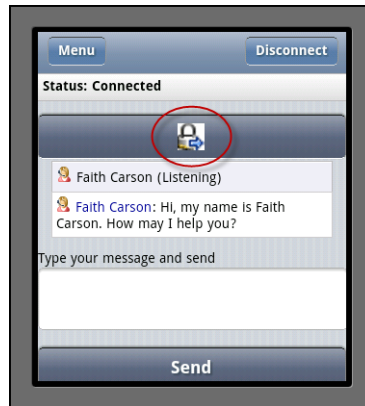 Menu
Disconnect
Status: Connected
Faith Carson (Listening)
Faith Carson: Hi, my name is Faith
Carson. How may I help you?
Type your message and send
Send